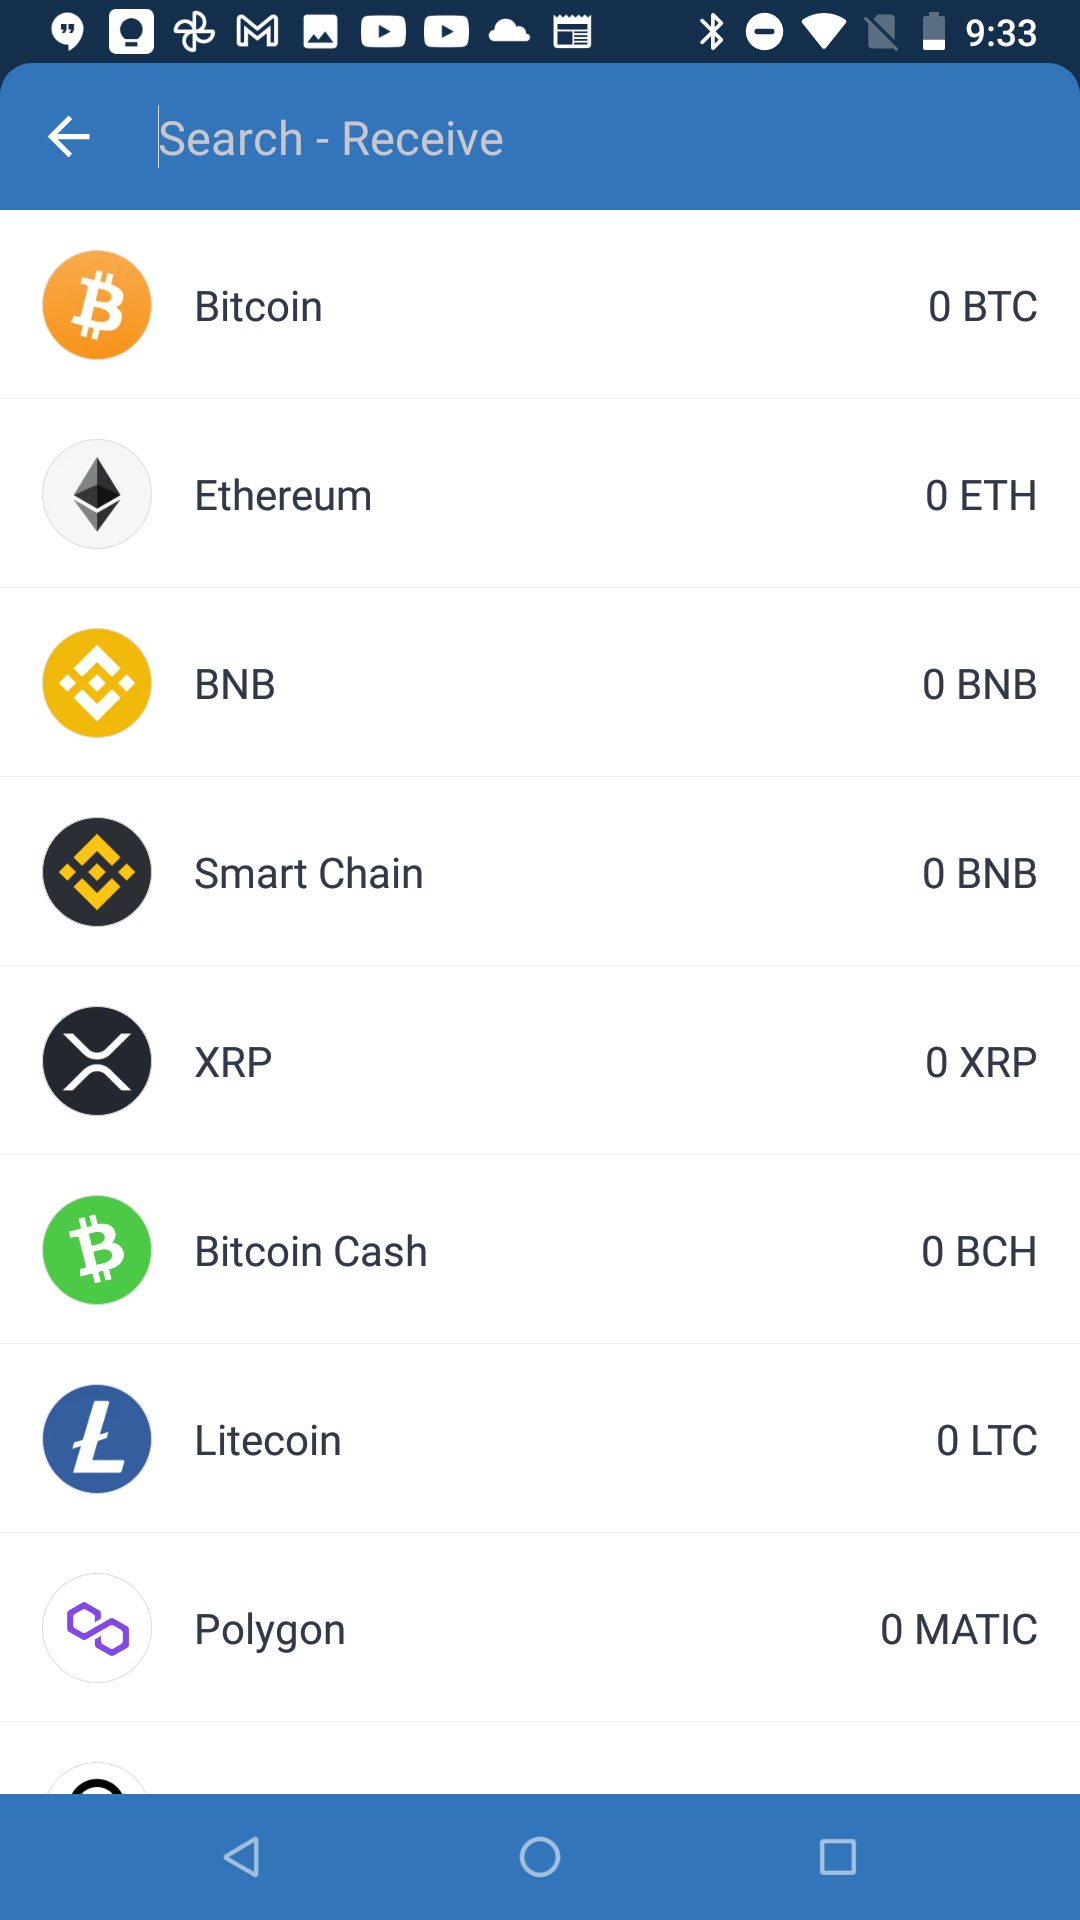 9:33
Search - Receive
Bitcoin 0 BTC
Ethereum 0 ETH
BNB 0 BNB
Smart Chain 0 BNB
XRP 0 XRP
Bitcoin Cash 0 BCH
Litecoin 0 LTC
Polygon 0 MATIC